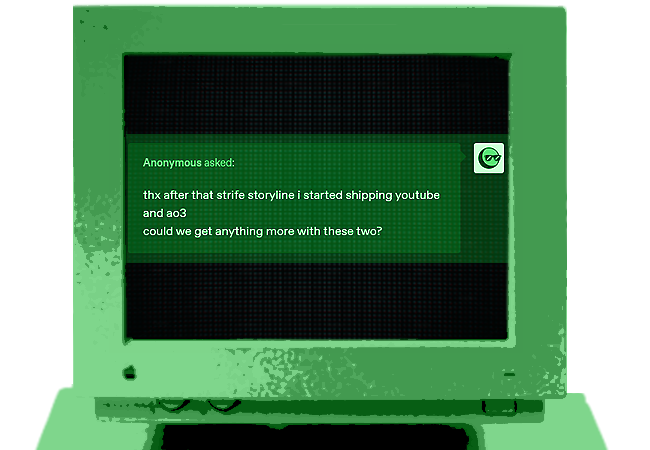 Anonymous asked:
thx after that strife storyline i started shipping youtube
and ao3
could we get anything more with these two?